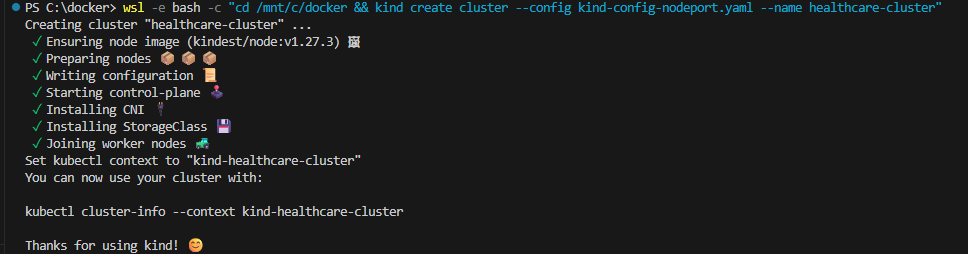 PS C:\docker> wsl -e bash -c "cd /mnt/c/docker && kind create cluster --config kind-config-nodeport.yaml --name healthcare-cluster"
Creating cluster "healthcare-cluster" ...
✓ Ensuring node image (kindest/node:v1.27.3) 🖼
✓ Preparing nodes 📦 📦 📦
✓ Writing configuration 📜
✓ Starting control-plane 🕹️
✓ Installing CNI 🔌
✓ Installing StorageClass 💾
✓ Joining worker nodes 🚜
Set kubectl context to "kind-healthcare-cluster"
You can now use your cluster with:
kubectl cluster-info --context kind-healthcare-cluster
Thanks for using kind! 😊